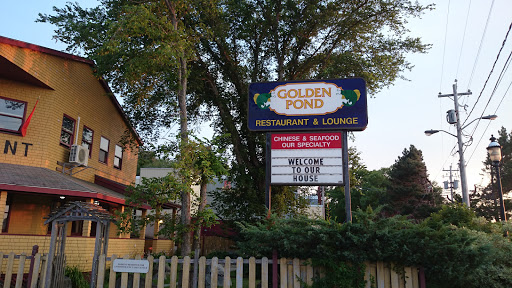 GOLDEN
POND
RESTAURANT & LOUNGE
CHINESE & SEAFOOD
OUR SPECIALTY
WELCOME
TO OUR
HOUSE
NT